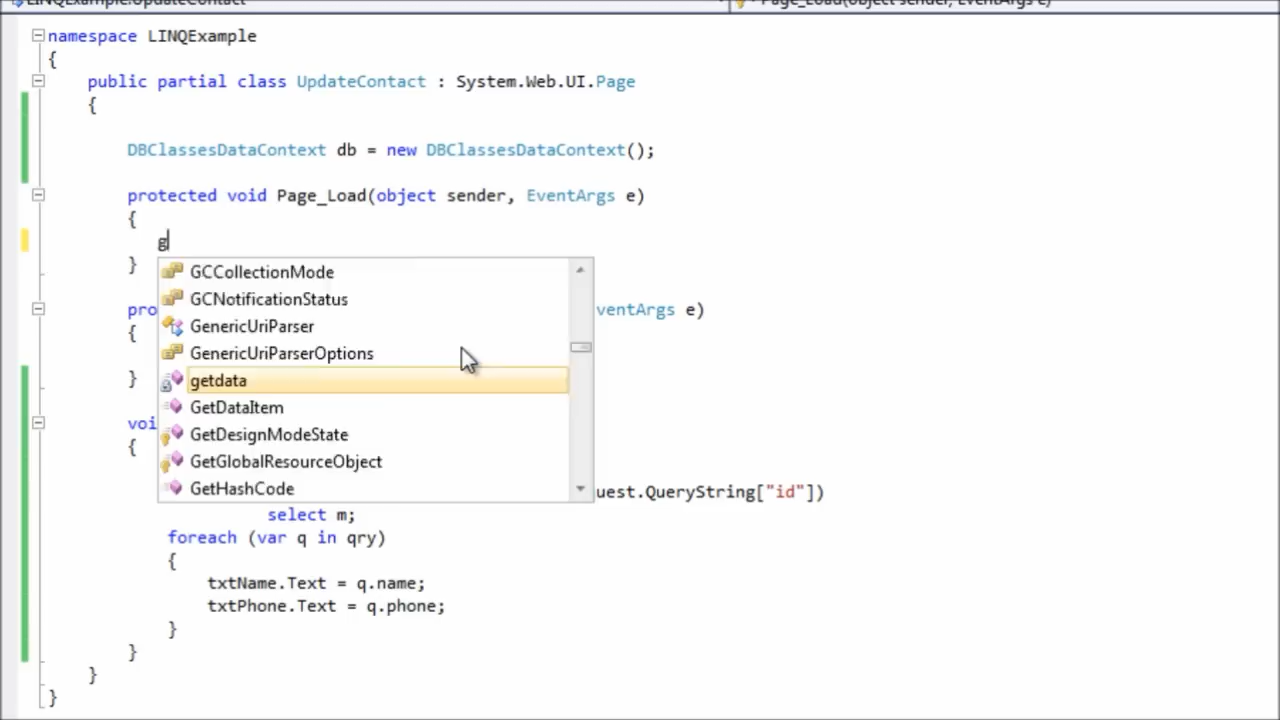 LINQExample.UpdateContact Page_Load(object sender, EventArgs e)
namespace LINQExample
{
public partial class UpdateContact : System.Web.UI.Page
{
DBClassesDataContext db = new DBClassesDataContext();
protected void Page_Load(object sender, EventArgs e)
{
g
}
GCCollectionMode
GCNotificationStatus
pro ventArgs e)
GenericUriParser
{
GenericUriParserOptions
}
getdata
GetDataItem
voi
GetDesignModeState
{
GetGlobalResourceObject
GetHashCode
uest.QueryString["id"])
select m;
foreach (var q in qry)
{
txtName.Text = q.name;
txtPhone.Text = q.phone;
}
}
}
}